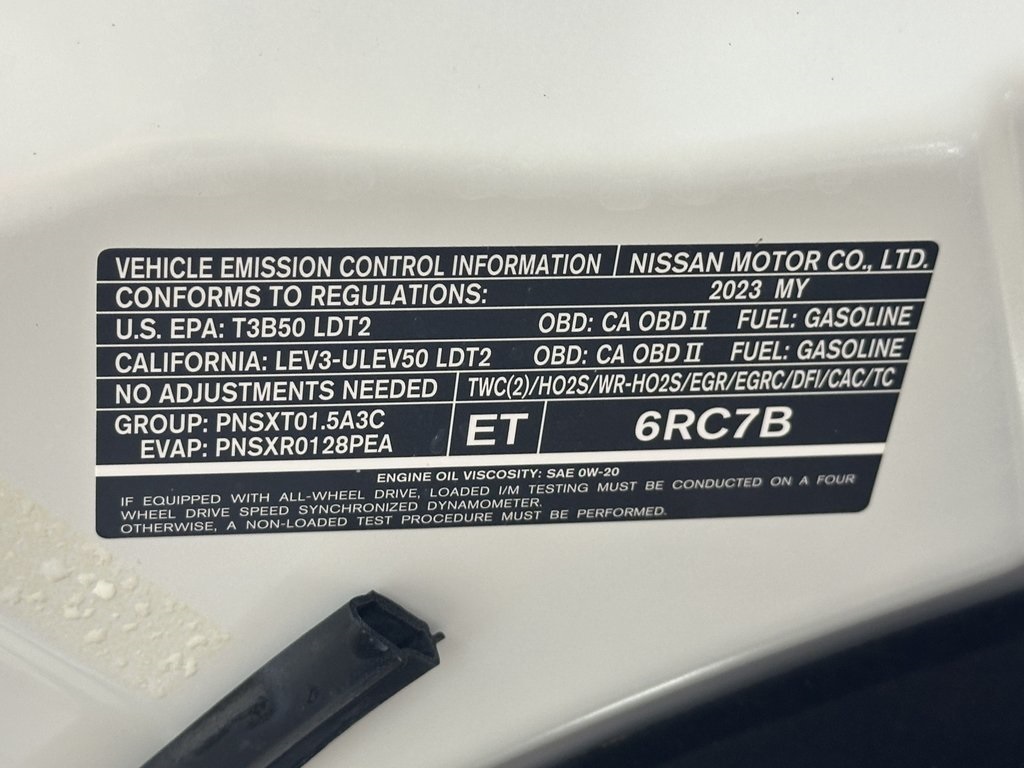 VEHICLE EMISSION CONTROL INFORMATION NISSAN MOTOR CO., LTD.
CONFORMS TO REGULATIONS: 2023 MY
U.S. EPA: T3B50 LDT2 OBD: CA OBD II FUEL: GASOLINE
CALIFORNIA: LEV3-ULEV50 LDT2 OBD: CA OBD II FUEL: GASOLINE
NO ADJUSTMENTS NEEDED TWC(2)/HO2S/WR-HO2S/EGR/EGRC/DFI/CAC/TC
GROUP: PNSXT01.5A3C
EVAP: PNSXR0128PEA
ET
6RC7B
ENGINE OIL VISCOSITY: SAE 0W-20
IF EQUIPPED WITH ALL-WHEEL DRIVE, LOADED I/M TESTING MUST BE CONDUCTED ON A FOUR
WHEEL DRIVE SPEED SYNCHRONIZED DYNAMOMETER.
OTHERWISE, A NON-LOADED TEST PROCEDURE MUST BE PERFORMED.